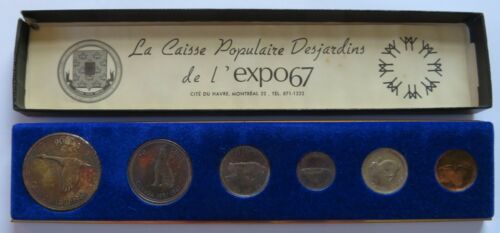 La Caisse Populaire Desjardins
de l'expo67
CITÉ DU HAVRE, MONTRÉAL 22, TEL. 871-1222